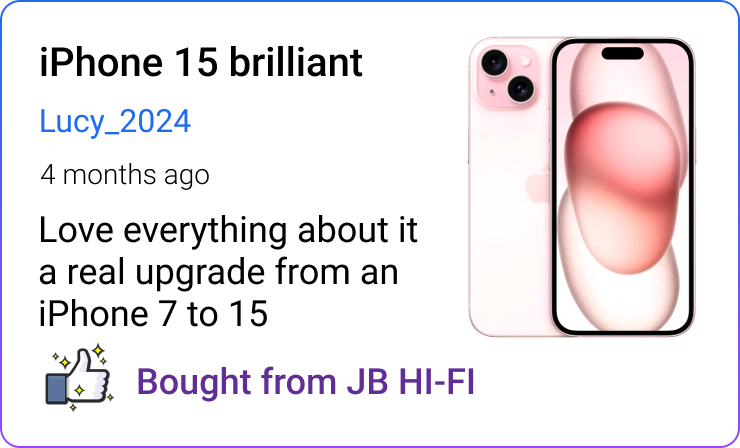 iPhone 15 brilliant
Lucy_2024
4 months ago
Love everything about it
a real upgrade from an
iPhone 7 to 15
Bought from JB HI-FI